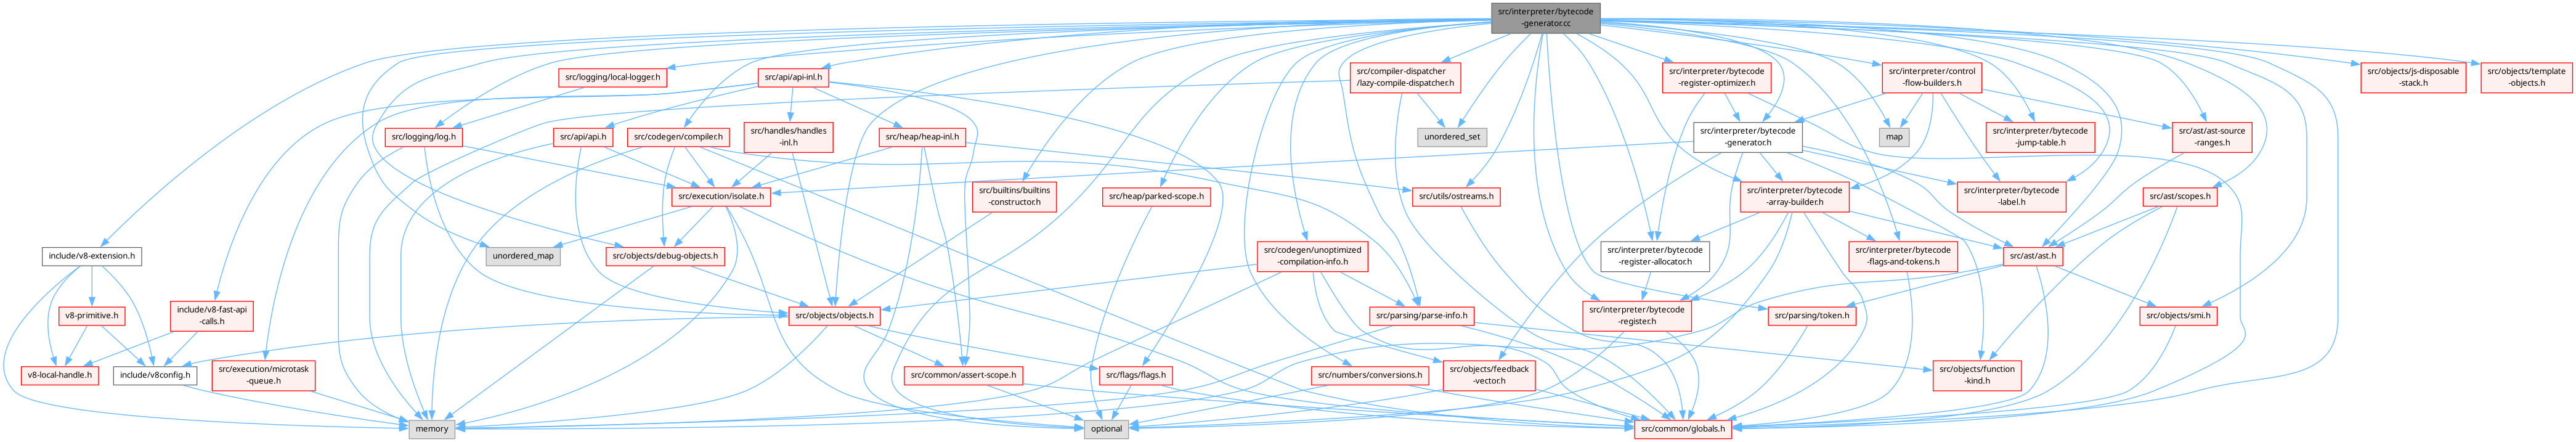 src/interpreter/bytecode
-generator.cc
src/logging/local-logger.h
src/api/api-inl.h
src/compiler-dispatcher
/lazy-compile-dispatcher.h
src/interpreter/bytecode
-register-optimizer.h
src/interpreter/control
-flow-builders.h
src/objects/js-disposable
-stack.h
src/objects/template
-objects.h
src/logging/log.h
src/api/api.h
src/codegen/compiler.h
src/handles/handles
-inl.h
src/heap/heap-inl.h
unordered_set
src/interpreter/bytecode
-generator.h
map
src/interpreter/bytecode
-jump-table.h
src/ast/ast-source
-ranges.h
src/execution/isolate.h
src/builtins/builtins
-constructor.h
src/heap/parked-scope.h
src/utils/ostreams.h
src/interpreter/bytecode
-array-builder.h
src/interpreter/bytecode
-label.h
src/ast/scopes.h
include/v8-extension.h
unordered_map
src/objects/debug-objects.h
src/codegen/unoptimized
-compilation-info.h
src/interpreter/bytecode
-register-allocator.h
src/interpreter/bytecode
-flags-and-tokens.h
src/ast/ast.h
v8-primitive.h
include/v8-fast-api
-calls.h
src/objects/objects.h
src/parsing/parse-info.h
src/interpreter/bytecode
-register.h
src/parsing/token.h
src/objects/smi.h
v8-local-handle.h
include/v8config.h
src/execution/microtask
-queue.h
src/common/assert-scope.h
src/flags/flags.h
src/numbers/conversions.h
src/objects/feedback
-vector.h
src/objects/function
-kind.h
memory
optional
src/common/globals.h